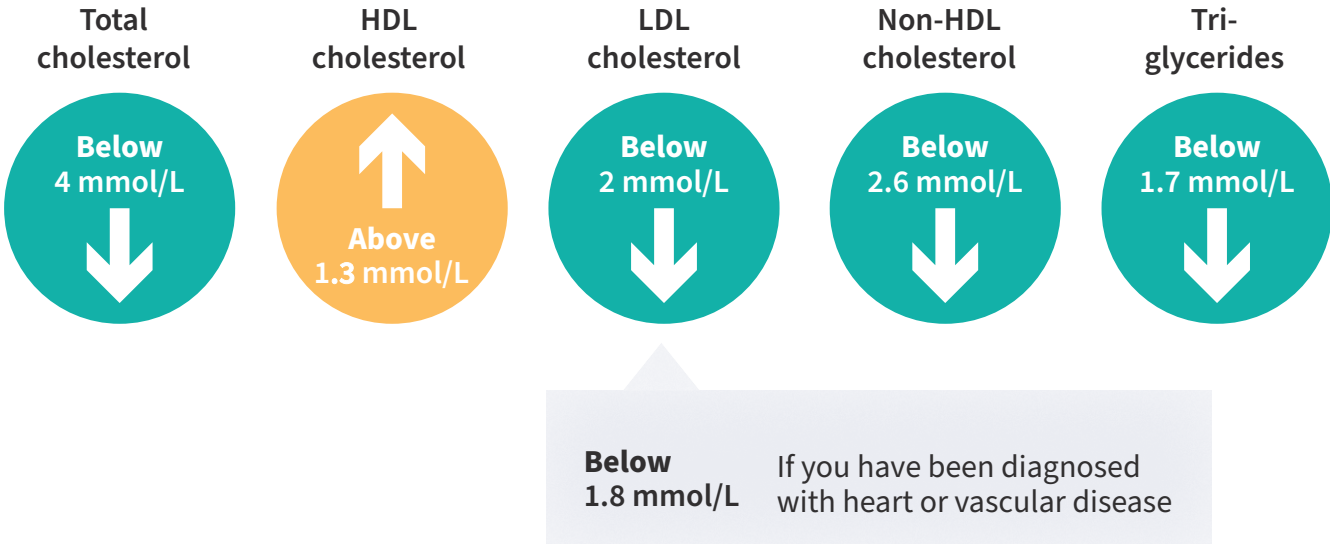 Total
cholesterol
HDL
cholesterol
LDL
cholesterol
Non-HDL
cholesterol
Tri-
glycerides
Below
4 mmol/L
Above
1.3 mmol/L
Below
2 mmol/L
Below
2.6 mmol/L
Below
1.7 mmol/L
Below
1.8 mmol/L
If you have been diagnosed
with heart or vascular disease